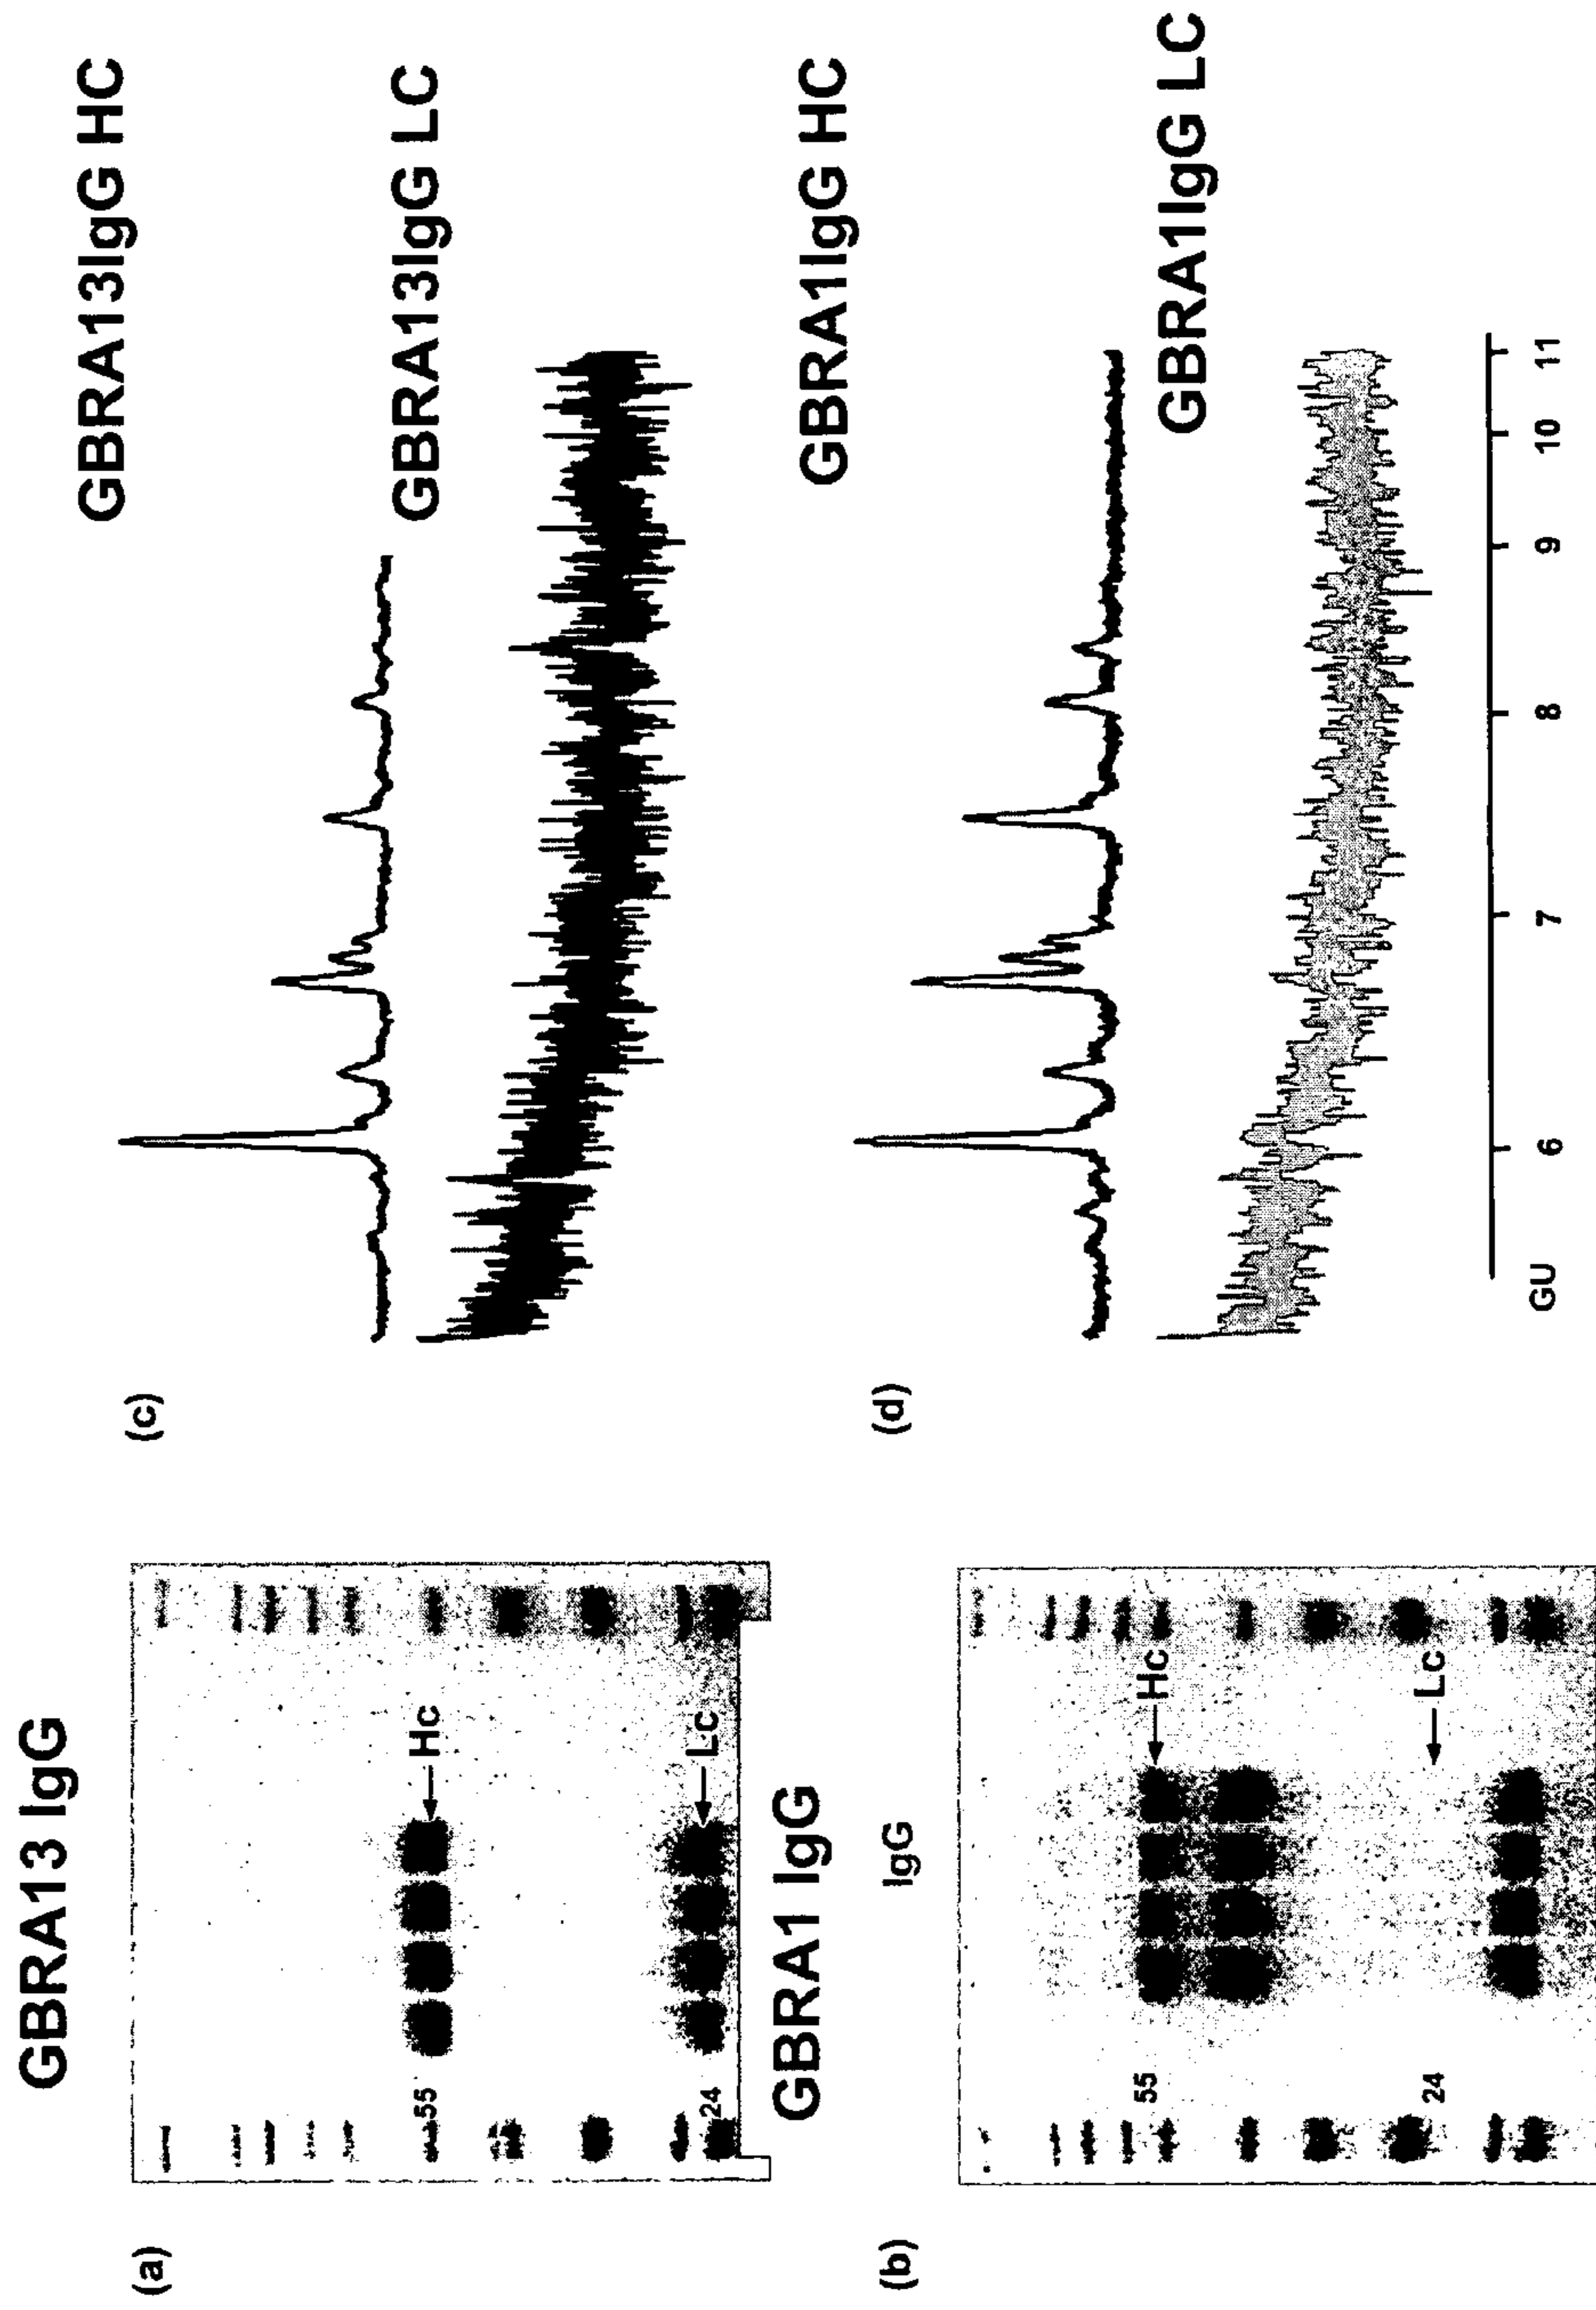 GBRA13 IgG
(a)
55
24
Hc
Lc
GBRA1 IgG
IgG
(b)
55
24
Hc
Lc
(c)
GBRA13IgG HC
GBRA13IgG LC
(d)
GBRA1IgG HC
GBRA1IgG LC
GU 6 7 8 9 10 11